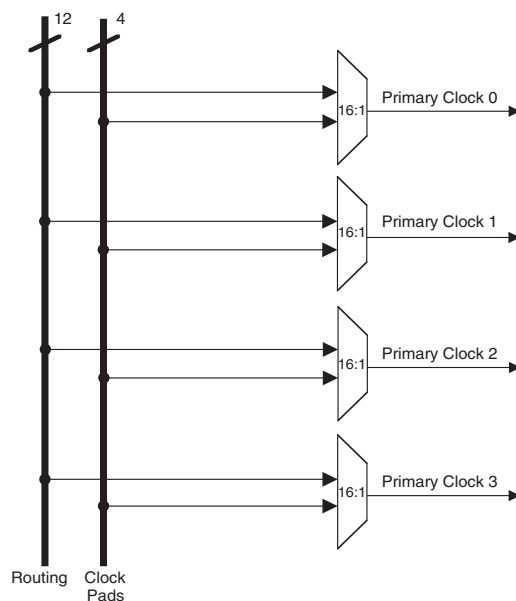 12
4
16:1
Primary Clock 0
16:1
Primary Clock 1
16:1
Primary Clock 2
16:1
Primary Clock 3
Routing
Clock
Pads